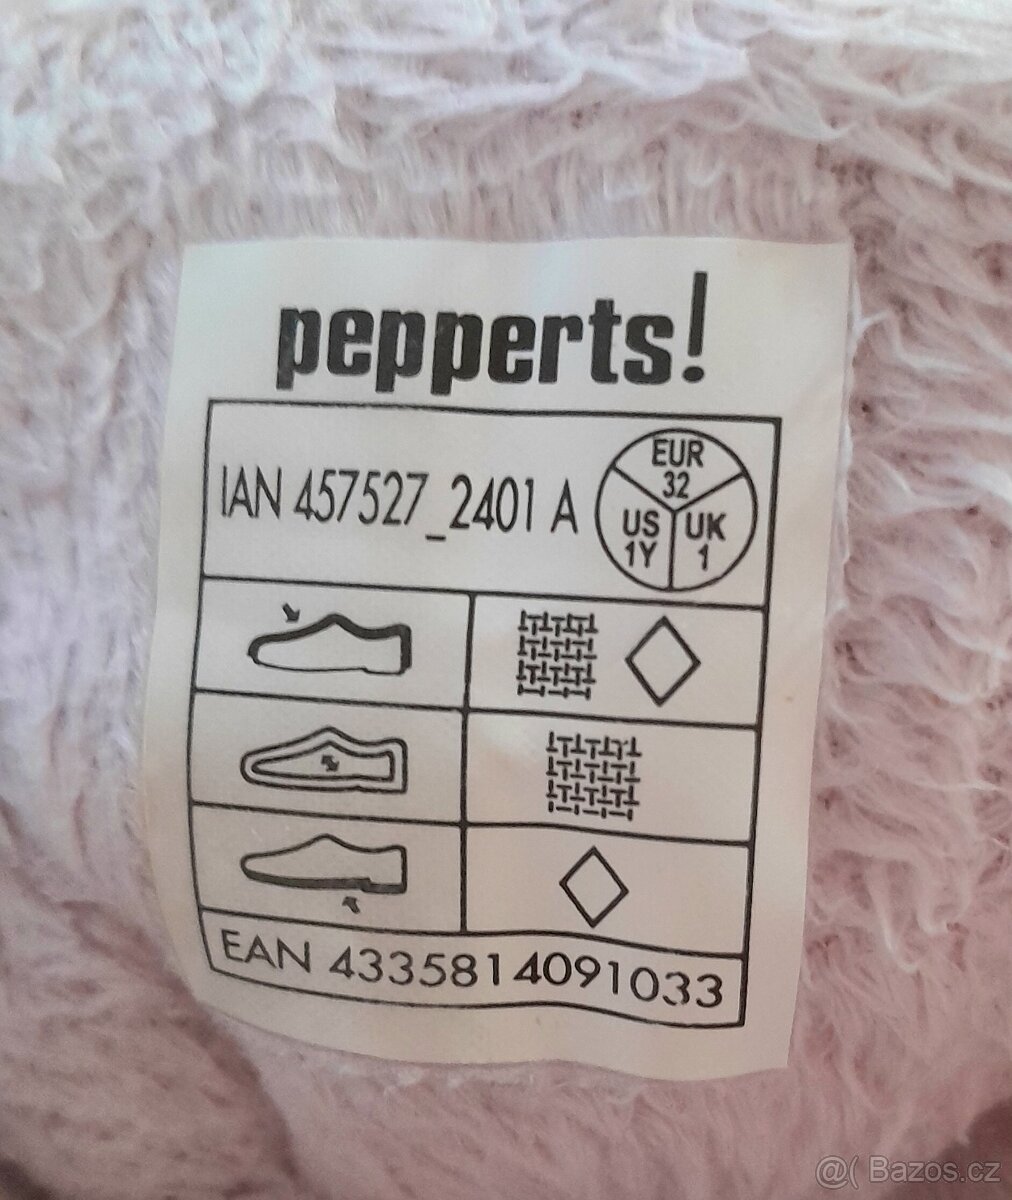 pepperts!
IAN 457527_2401 A
EUR
32
US
1Y
UK
1
EAN 4335814091033
@( Bazos.cz